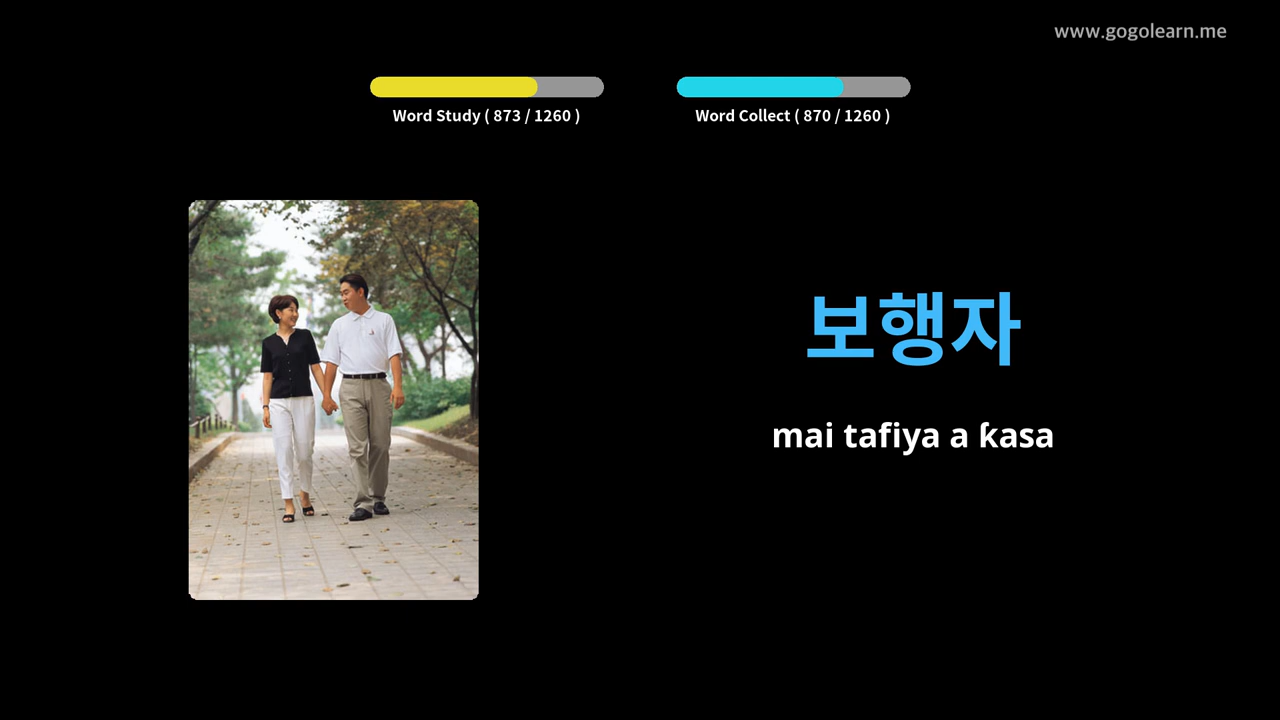 www.gogolearn.me
Word Study ( 873 / 1260 )
Word Collect ( 870 / 1260 )
보행자
mai tafiya a ƙasa